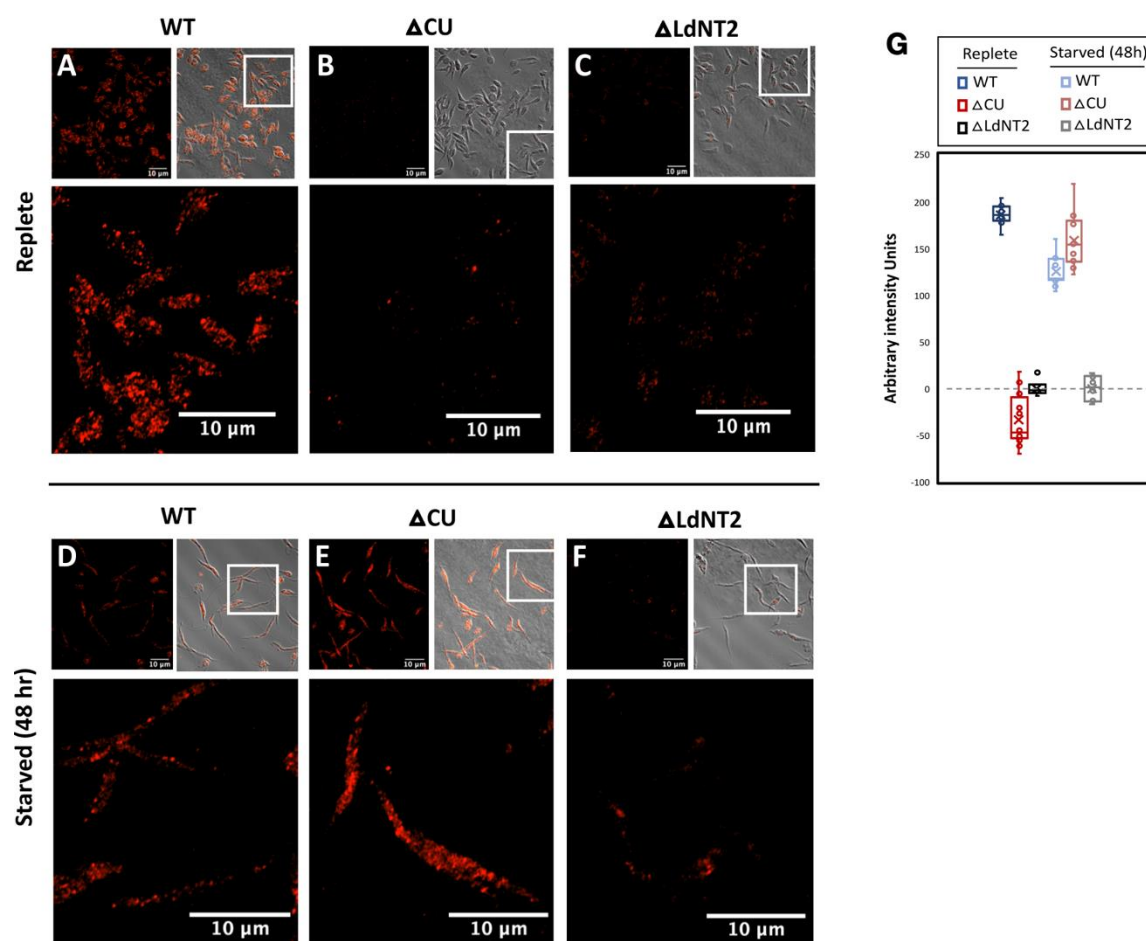 WT
ΔCU
ΔLdNT2
A
10 µm
B
10 µm
C
10 µm
Replete
10 µm
10 µm
10 µm
WT
ΔCU
ΔLdNT2
D
10 µm
E
10 µm
F
10 µm
Starved (48 hr)
10 µm
10 µm
10 µm
G
Replete Starved (48h)
WT WT
ΔCU ΔCU
ΔLdNT2 ΔLdNT2
250
200
150
100
50
0
-50
-100
Arbitrary intensity Units